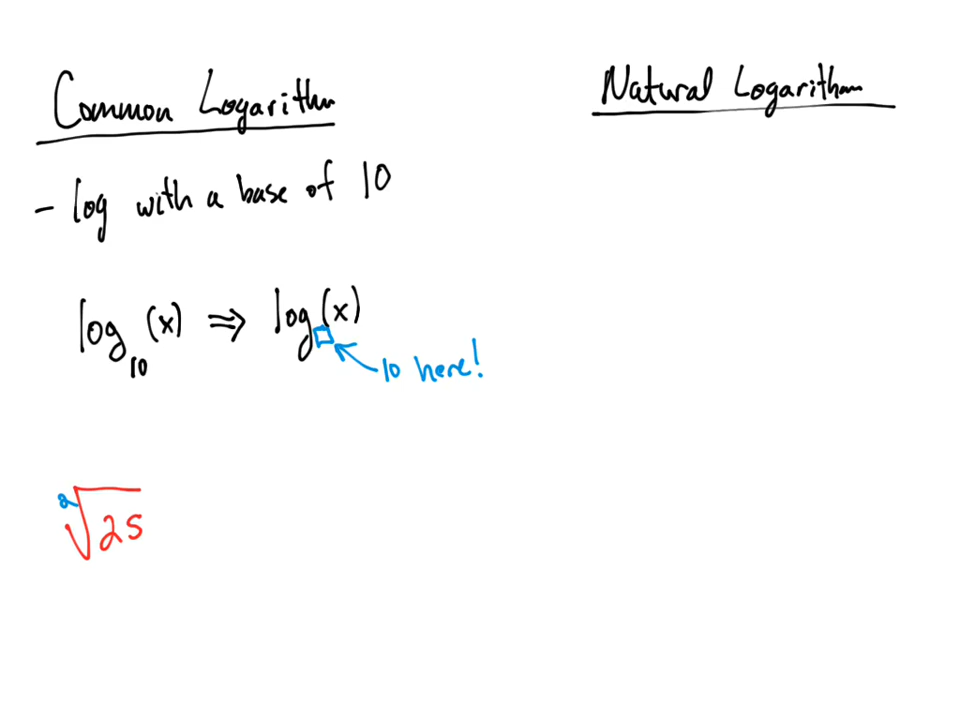 Common Logarithm
Natural Logarithm
- log with a base of 10
log₁₀(x) ⇒ log□(x)
10 here!
²√25